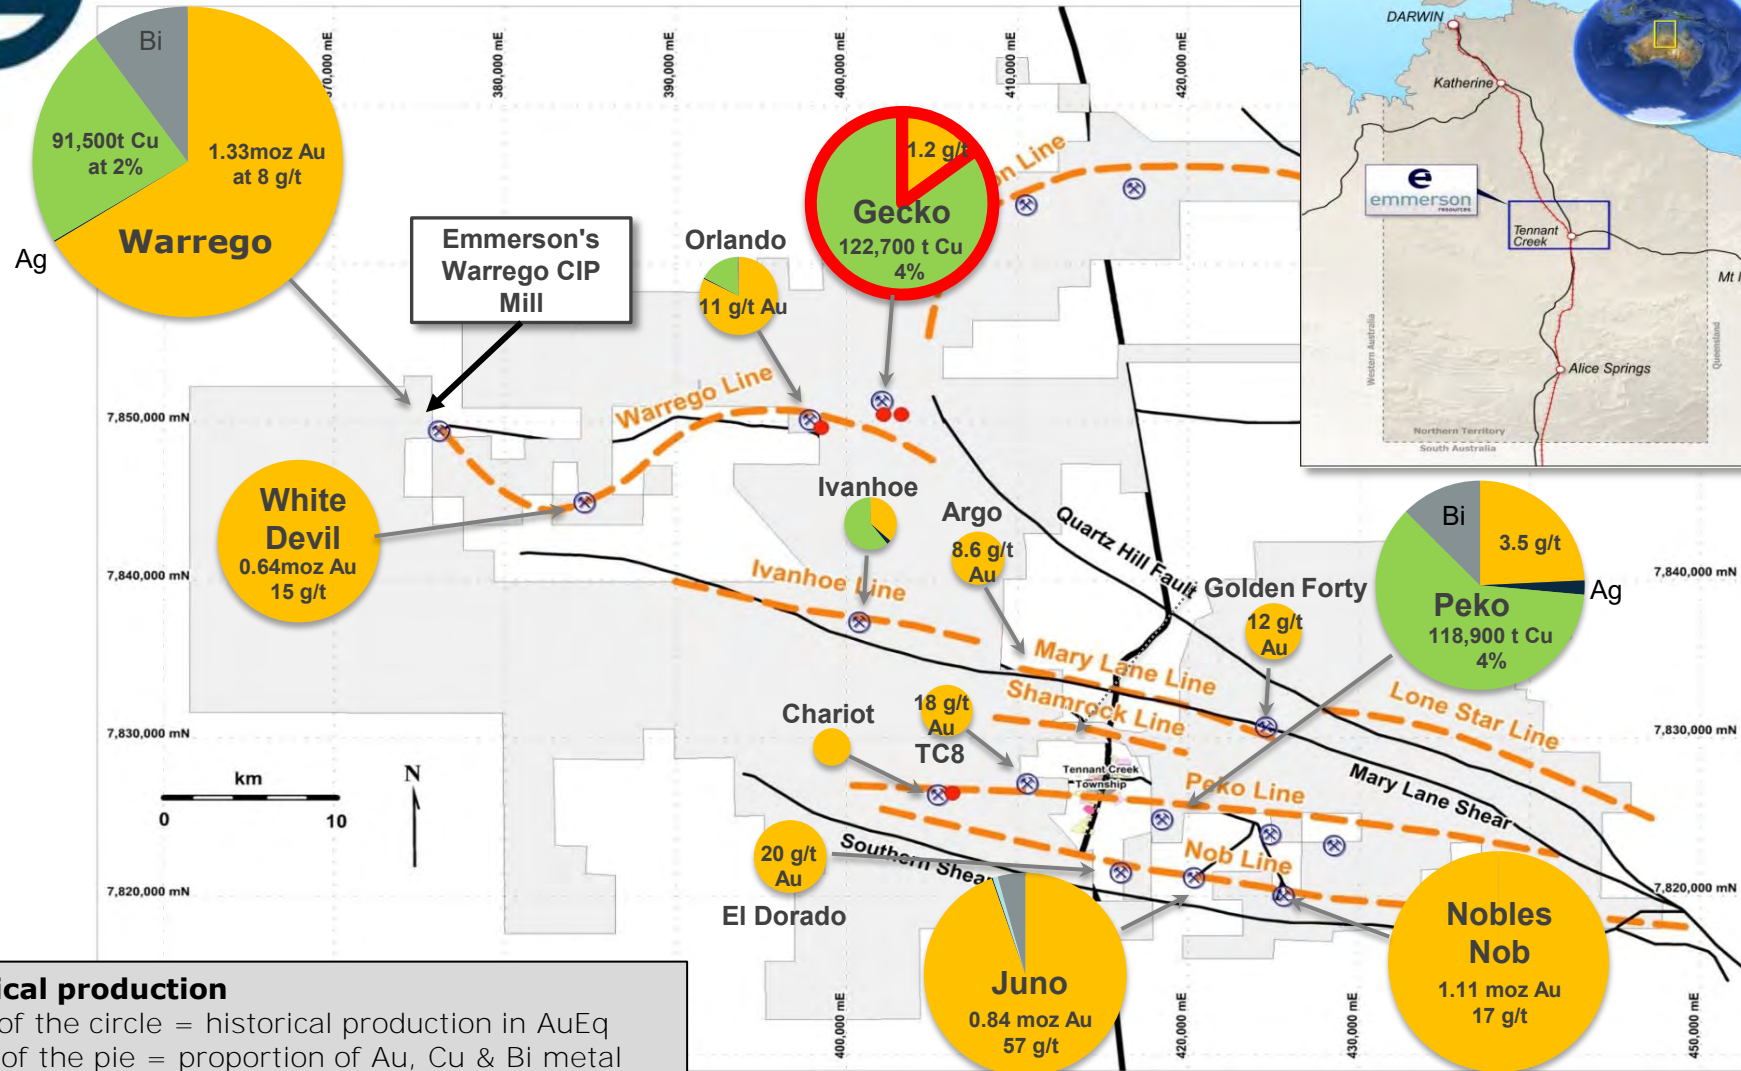 Bi
91,500t Cu
at 2%
1.33moz Au
at 8 g/t
Warrego
Ag
370,000 mE
380,000 mE
390,000 mE
400,000 mE
410,000 mE
420,000 mE
Emmerson's
Warrego CIP
Mill
Orlando
11 g/t Au
1.2 g/t
Gecko
122,700 t Cu
4%
on Line
DARWIN
Katherine
e
emmerson
resources
Tennant
Creek
Alice Springs
Western Australia
Queensland
Northern Territory
South Australia
7,850,000 mN
Warrego Line
White
Devil
0.64moz Au
15 g/t
Ivanhoe
Argo
8.6 g/t
Au
Quartz Hill Fault
Golden Forty
12 g/t
Au
Bi
3.5 g/t
Ag
Peko
118,900 t Cu
4%
7,840,000 mN
7,840,000 mN
Ivanhoe Line
Mary Lane Line
Shamrock Line
Lone Star Line
Chariot
18 g/t
Au
TC8
7,830,000 mN
7,830,000 mN
km
0
10
N
Tennant Creek
Township
Peko Line
Mary Lane Shear
20 g/t
Au
El Dorado
Southern Shear
Nob Line
7,820,000 mN
7,820,000 mN
Juno
0.84 moz Au
57 g/t
Nobles
Nob
1.11 moz Au
17 g/t
400,000 mE
420,000 mE
430,000 mE
450,000 mE
ical production
of the circle = historical production in AuEq
of the pie = proportion of Au, Cu & Bi metal